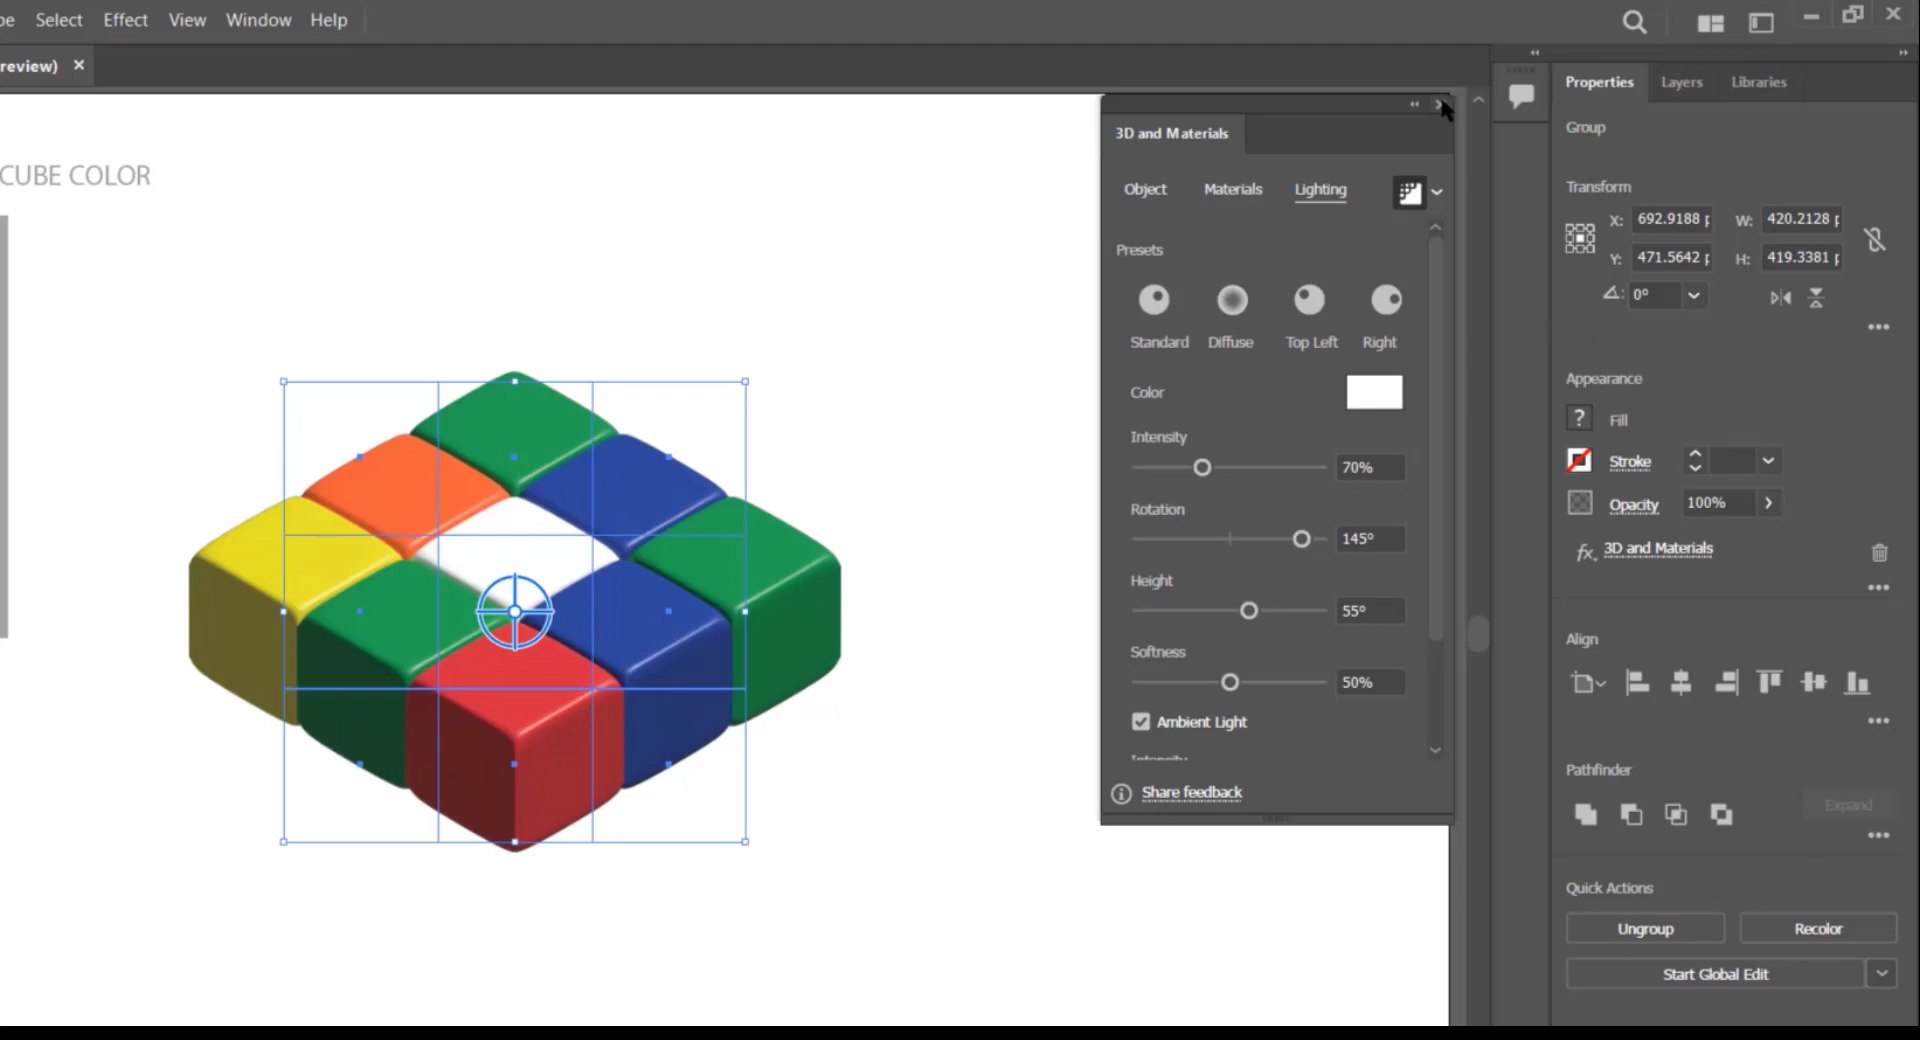 pe Select Effect View Window Help
review) ×
CUBE COLOR
3D and Materials
Object Materials Lighting
Presets
Standard Diffuse Top Left Right
Color
Intensity
70%
Rotation
145°
Height
55°
Softness
50%
Ambient Light
Intensity
Share feedback
Properties Layers Libraries
Group
Transform
X: 692.9188 p W: 420.2128 p
Y: 471.5642 p H: 419.3381 p
0°
Appearance
? Fill
Stroke
Opacity 100%
fx. 3D and Materials
Align
Pathfinder
Expand
Quick Actions
Ungroup Recolor
Start Global Edit